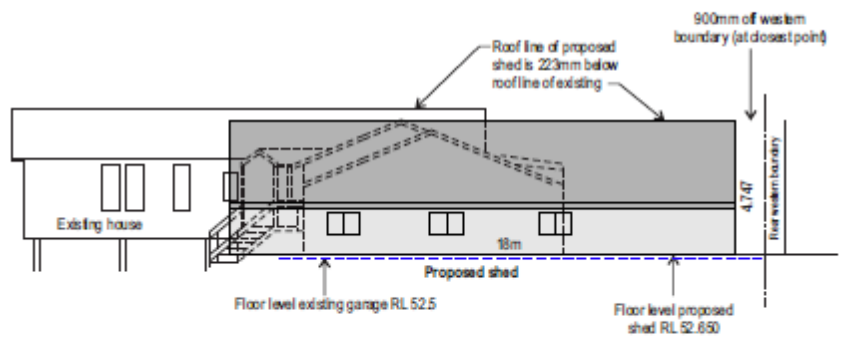 900mm off western
boundary (at closest point)
Roof line of proposed
shed is 223mm below
roof line of existing
Existing house
4.747
Rear western boundary
18m
Proposed shed
Floor level existing garage RL 52.5
Floor level proposed
shed RL 52.650